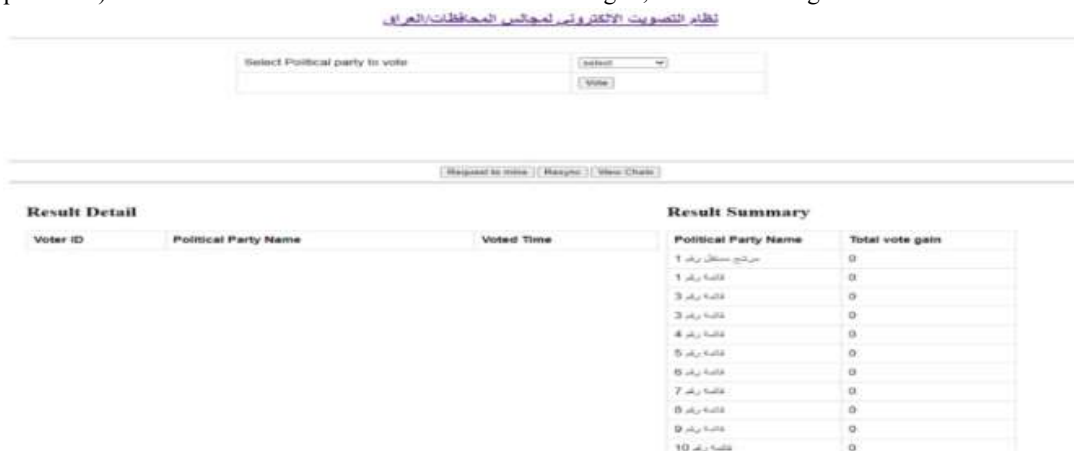 نظام التصويت الالكتروني لمجالس المحافظات/العراق
Select Political party to vote
select
Vote
Request to mine Resync View Chain
Result Detail
Voter ID Political Party Name Voted Time
Result Summary
Political Party Name Total vote gain
مرشح مستقل رقم 1 0
قائمة رقم 1 0
قائمة رقم 3 0
قائمة رقم 3 0
قائمة رقم 4 0
قائمة رقم 5 0
قائمة رقم 6 0
قائمة رقم 7 0
قائمة رقم 8 0
قائمة رقم 9 0
قائمة رقم 10 0